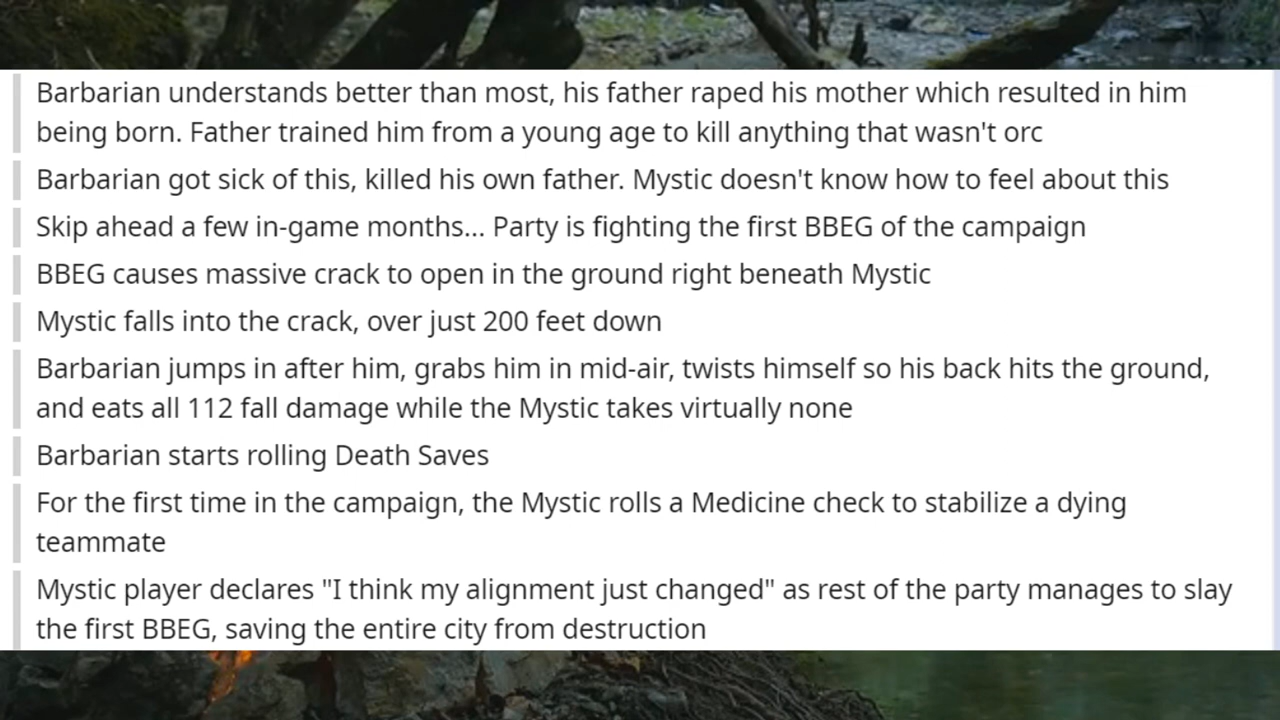 Barbarian understands better than most, his father raped his mother which resulted in him
being born. Father trained him from a young age to kill anything that wasn't orc
Barbarian got sick of this, killed his own father. Mystic doesn't know how to feel about this
Skip ahead a few in-game months... Party is fighting the first BBEG of the campaign
BBEG causes massive crack to open in the ground right beneath Mystic
Mystic falls into the crack, over just 200 feet down
Barbarian jumps in after him, grabs him in mid-air, twists himself so his back hits the ground,
and eats all 112 fall damage while the Mystic takes virtually none
Barbarian starts rolling Death Saves
For the first time in the campaign, the Mystic rolls a Medicine check to stabilize a dying
teammate
Mystic player declares "I think my alignment just changed" as rest of the party manages to slay
the first BBEG, saving the entire city from destruction